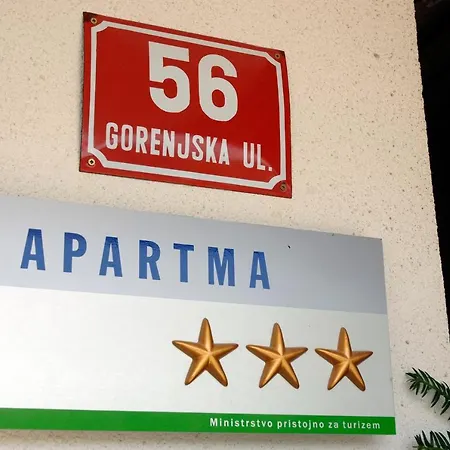 56
GORENJSKA UL.
APARTMA
Ministrstvo pristojno za turizem